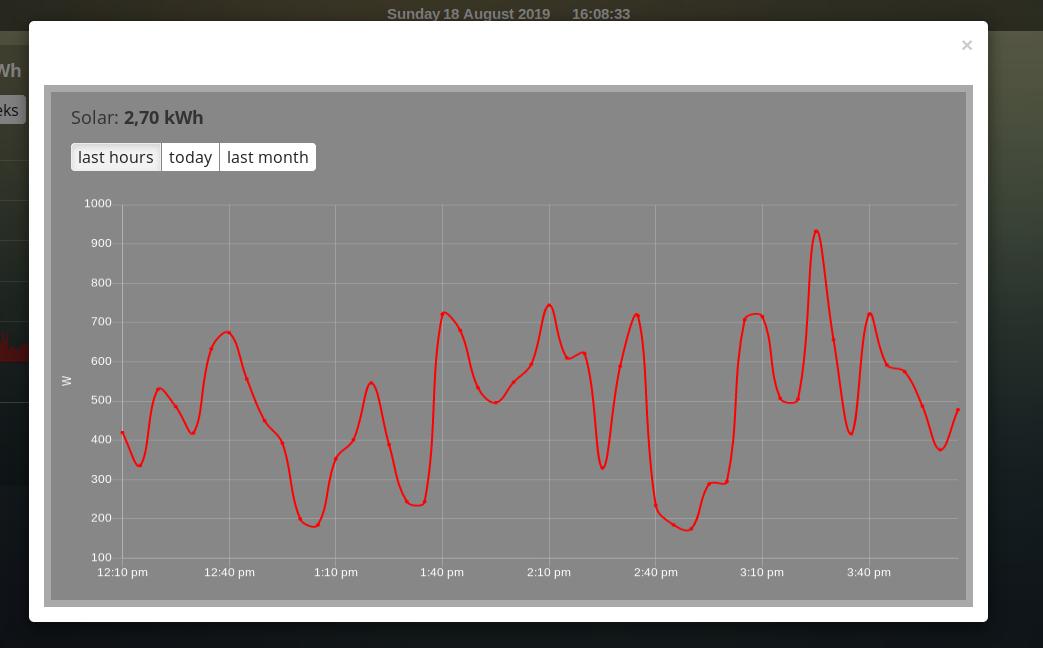 Sunday 18 August 2019 16:08:33
×
Wh
eks
Solar: 2,70 kWh
last hours today last month
1000
900
800
700
600
500
400
300
200
100
W
12:10 pm 12:40 pm 1:10 pm 1:40 pm 2:10 pm 2:40 pm 3:10 pm 3:40 pm